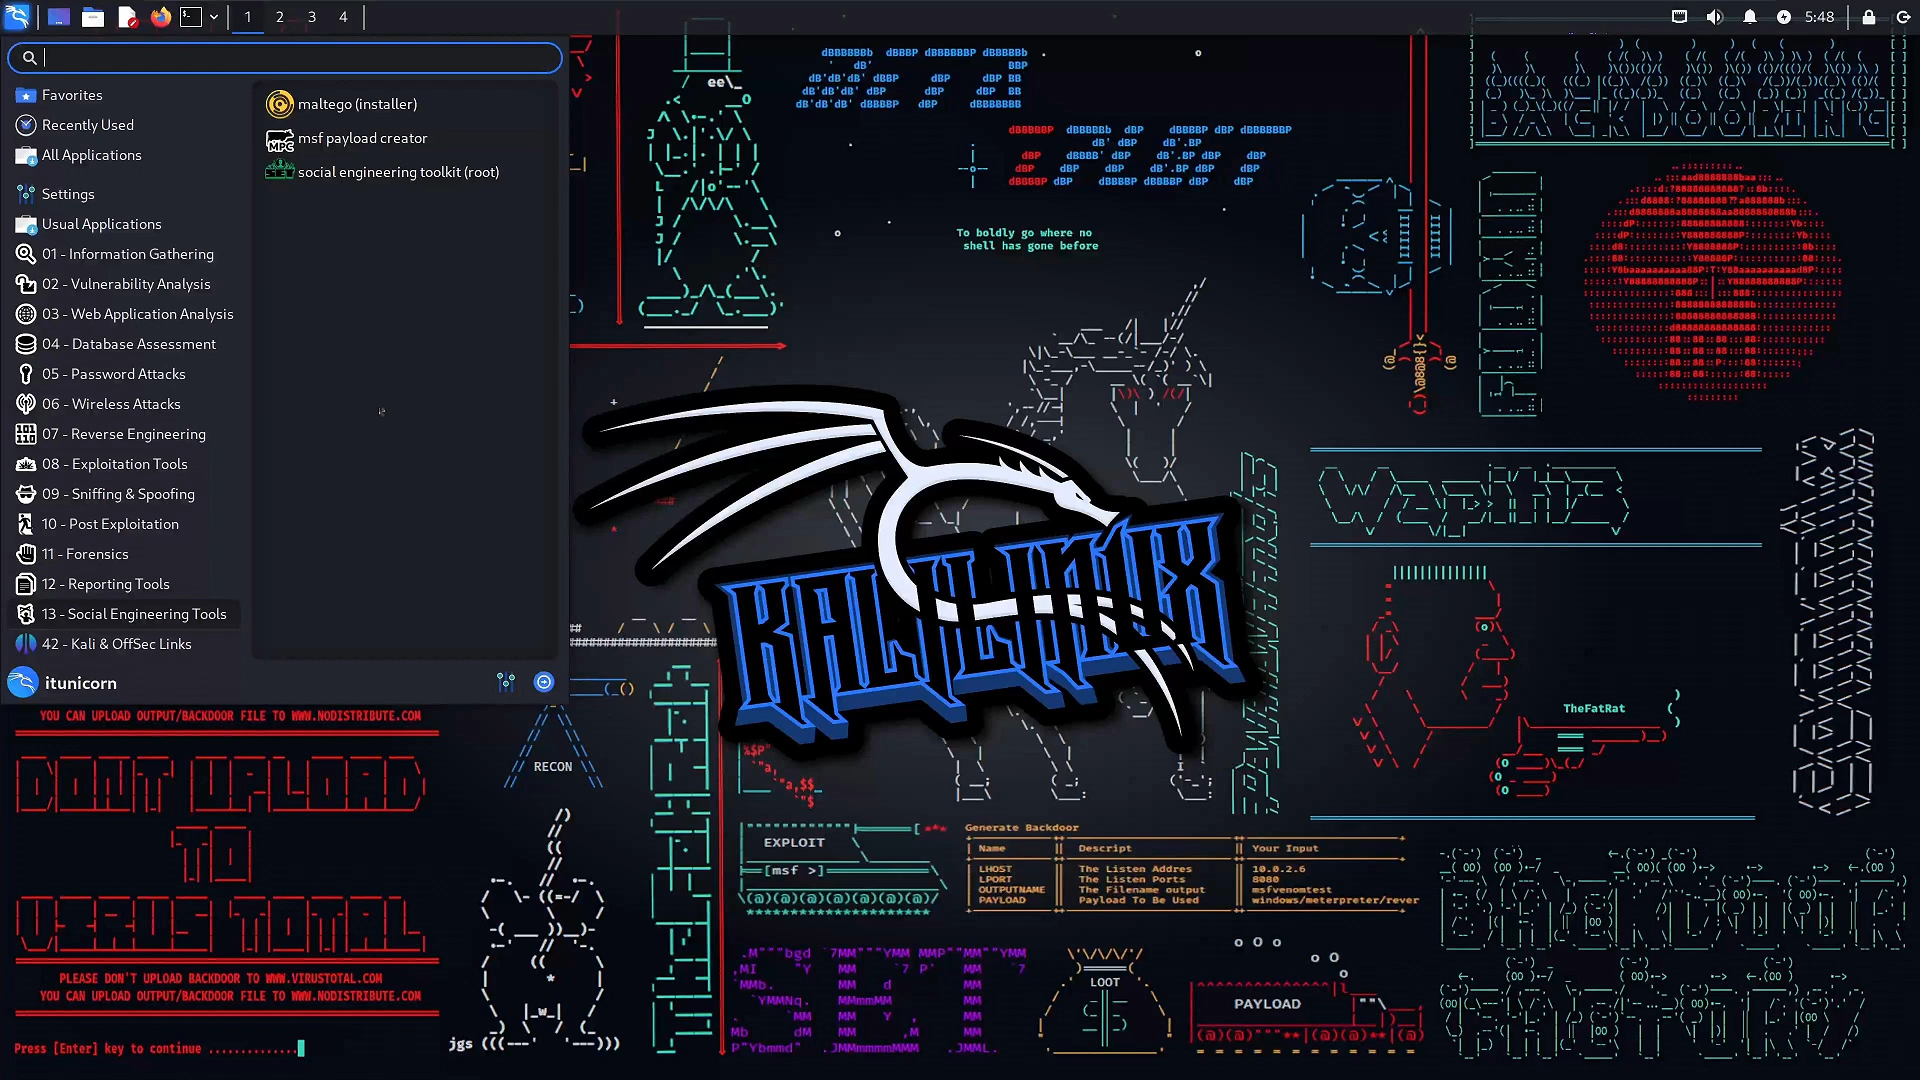 1 2 3 4
5:48
Favorites
Recently Used
All Applications
Settings
Usual Applications
01 - Information Gathering
02 - Vulnerability Analysis
03 - Web Application Analysis
04 - Database Assessment
05 - Password Attacks
06 - Wireless Attacks
07 - Reverse Engineering
08 - Exploitation Tools
09 - Sniffing & Spoofing
10 - Post Exploitation
11 - Forensics
12 - Reporting Tools
13 - Social Engineering Tools
42 - Kali & OffSec Links
itunicorn
maltego (installer)
msf payload creator
social engineering toolkit (root)
To boldly go where no
shell has gone before
Wapiti3
KALI LINUX
TheFatRat
YOU CAN UPLOAD OUTPUT/BACKDOOR FILE TO WWW.NODISTRIBUTE.COM
DONT UPLOAD
TO
VIRUS TOTAL
PLEASE DON'T UPLOAD BACKDOOR TO WWW.VIRUSTOTAL.COM
YOU CAN UPLOAD OUTPUT/BACKDOOR FILE TO WWW.NODISTRIBUTE.COM
Press [Enter] key to continue ..............
RECON
jgs
EXPLOIT
[msf >]
Generate Backdoor
Name Descript Your Input
LHOST The Listen Addres 10.0.2.6
LPORT The Listen Ports 8080
OUTPUTNAME The Filename output msfvenomtest
PAYLOAD Payload To Be Used windows/meterpreter/rever
SET
LOOT
PAYLOAD
BACKDOOR
FACTORY